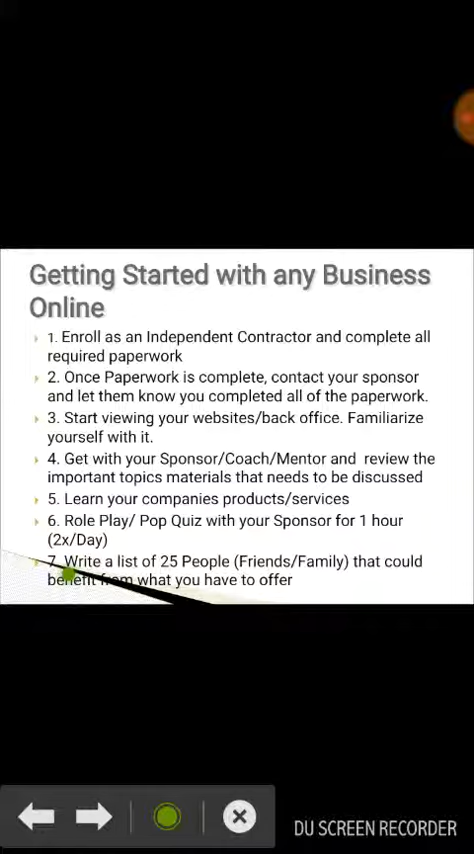 Getting Started with any Business
Online
1. Enroll as an Independent Contractor and complete all
required paperwork
2. Once Paperwork is complete, contact your sponsor
and let them know you completed all of the paperwork.
3. Start viewing your websites/back office. Familiarize
yourself with it.
4. Get with your Sponsor/Coach/Mentor and review the
important topics materials that needs to be discussed
5. Learn your companies products/services
6. Role Play/ Pop Quiz with your Sponsor for 1 hour
(2x/Day)
7. Write a list of 25 People (Friends/Family) that could
benefit from what you have to offer
DU SCREEN RECORDER